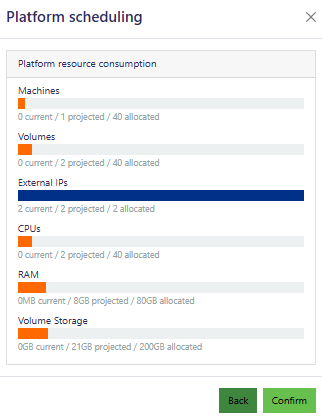 Platform scheduling
Platform resource consumption
Machines
0 current / 1 projected / 40 allocated
Volumes
0 current / 2 projected / 40 allocated
External IPs
2 current / 2 projected / 2 allocated
CPUs
0 current / 2 projected / 40 allocated
RAM
0MB current / 8GB projected / 80GB allocated
Volume Storage
0GB current / 21GB projected / 200GB allocated
Back
Confirm